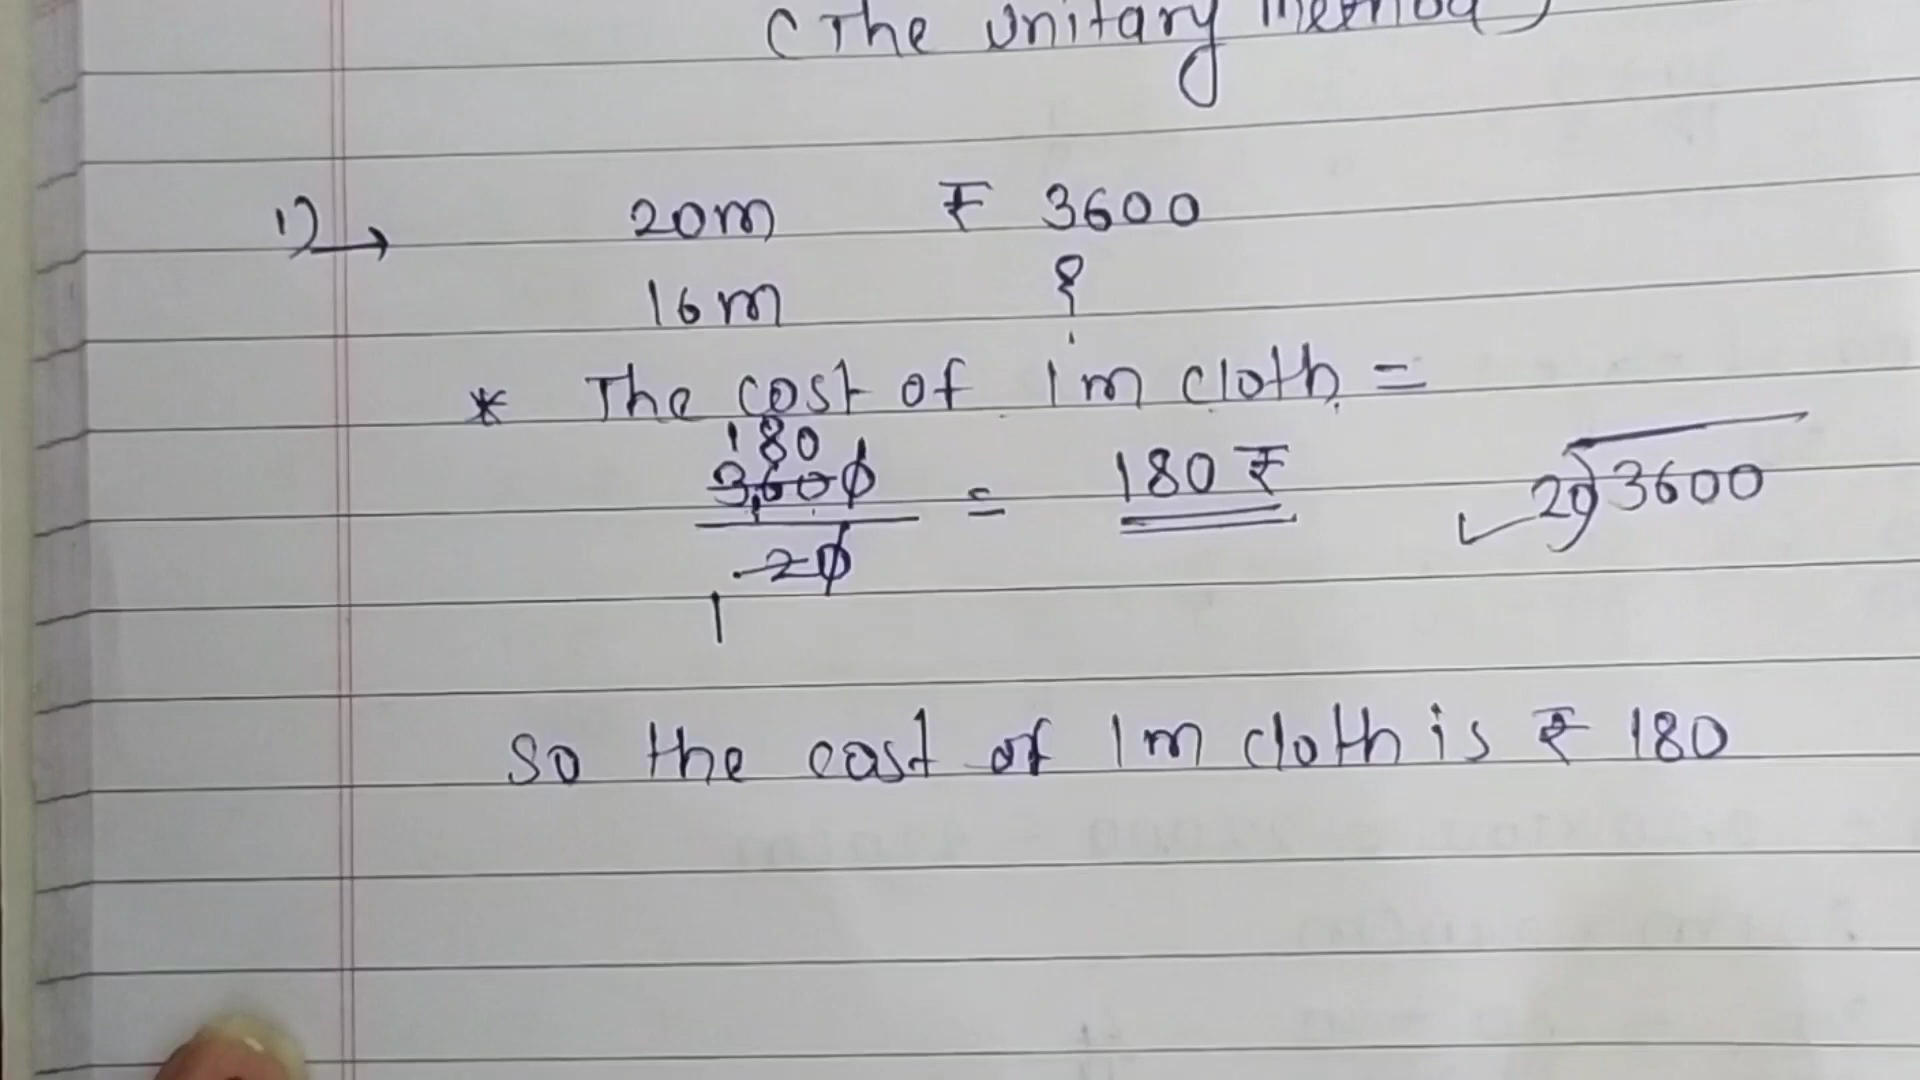 (The Unitary Method)
1)→ 20m ₹ 3600
16m ?
* The cost of 1m cloth =
180
3600 = 180 ₹ 20)3600
20
1
So the cost of 1m cloth is ₹ 180